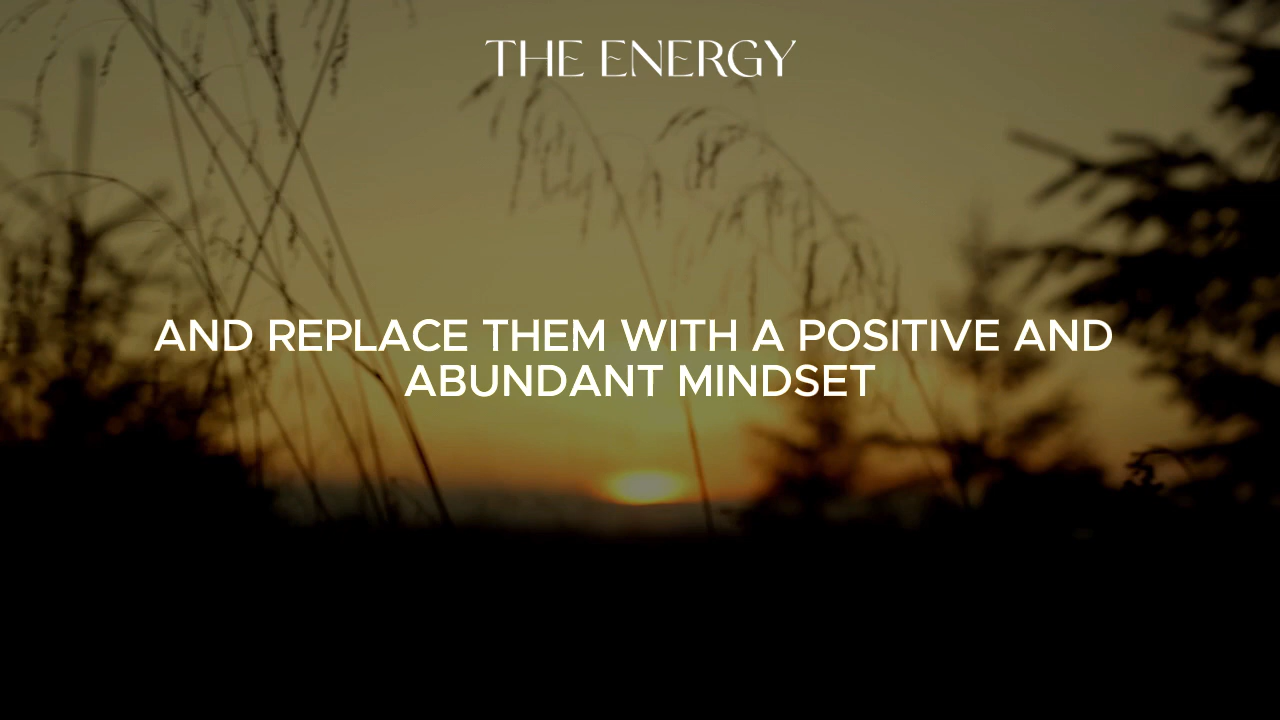 THE ENERGY
AND REPLACE THEM WITH A POSITIVE AND
ABUNDANT MINDSET